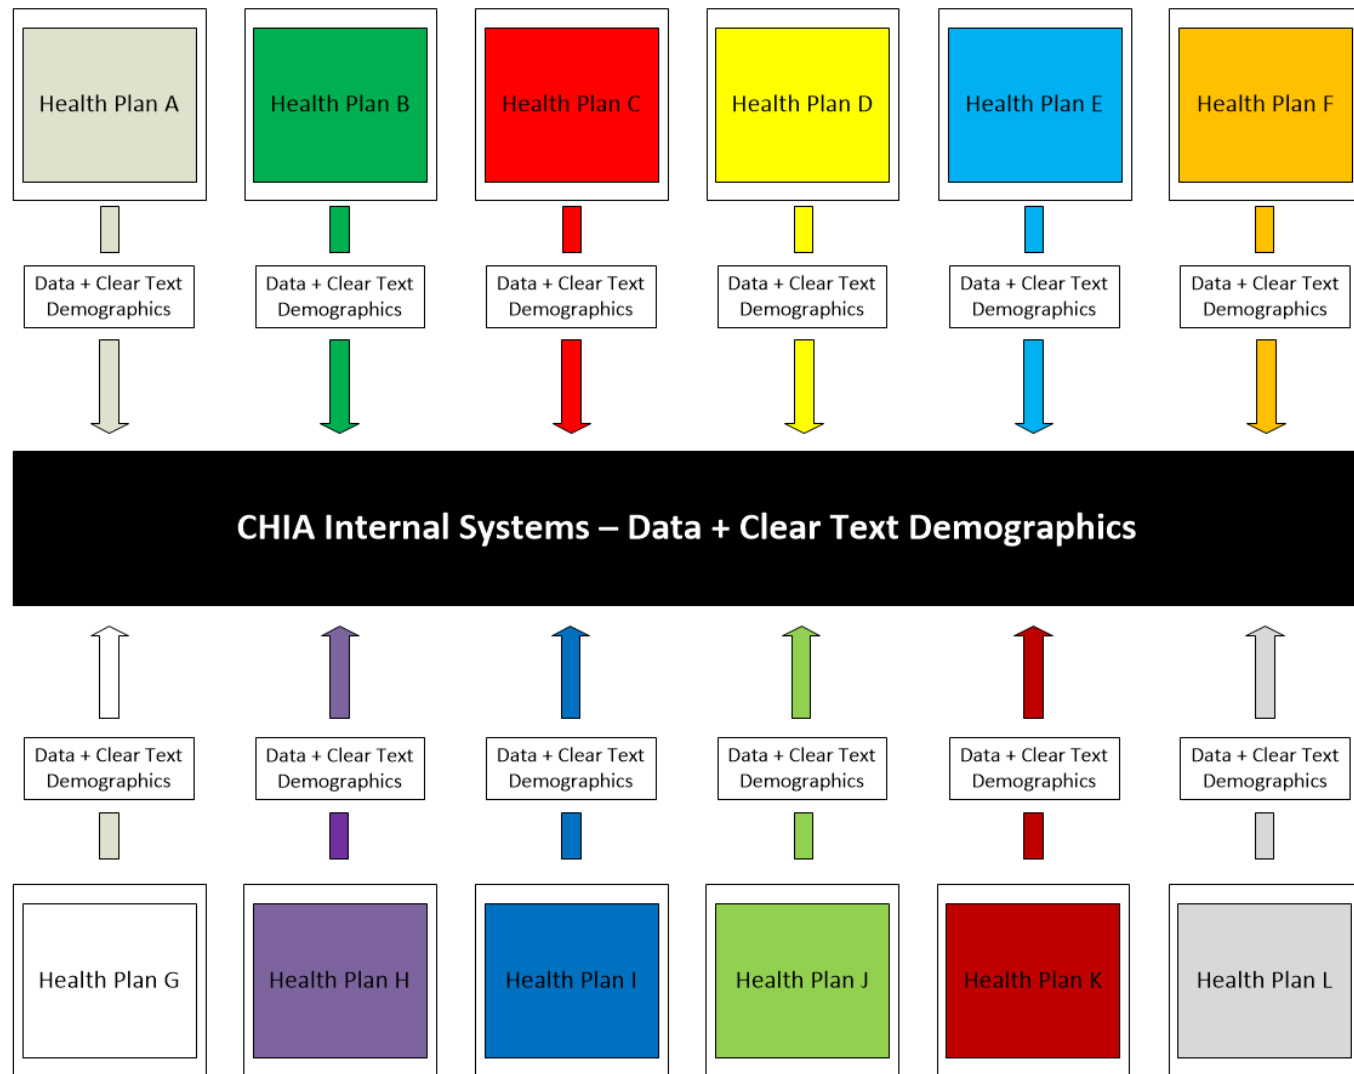 Health Plan A
Health Plan B
Health Plan C
Health Plan D
Health Plan E
Health Plan F
Data + Clear Text
Demographics
Data + Clear Text
Demographics
Data + Clear Text
Demographics
Data + Clear Text
Demographics
Data + Clear Text
Demographics
Data + Clear Text
Demographics
CHIA Internal Systems – Data + Clear Text Demographics
Data + Clear Text
Demographics
Data + Clear Text
Demographics
Data + Clear Text
Demographics
Data + Clear Text
Demographics
Data + Clear Text
Demographics
Data + Clear Text
Demographics
Health Plan G
Health Plan H
Health Plan I
Health Plan J
Health Plan K
Health Plan L